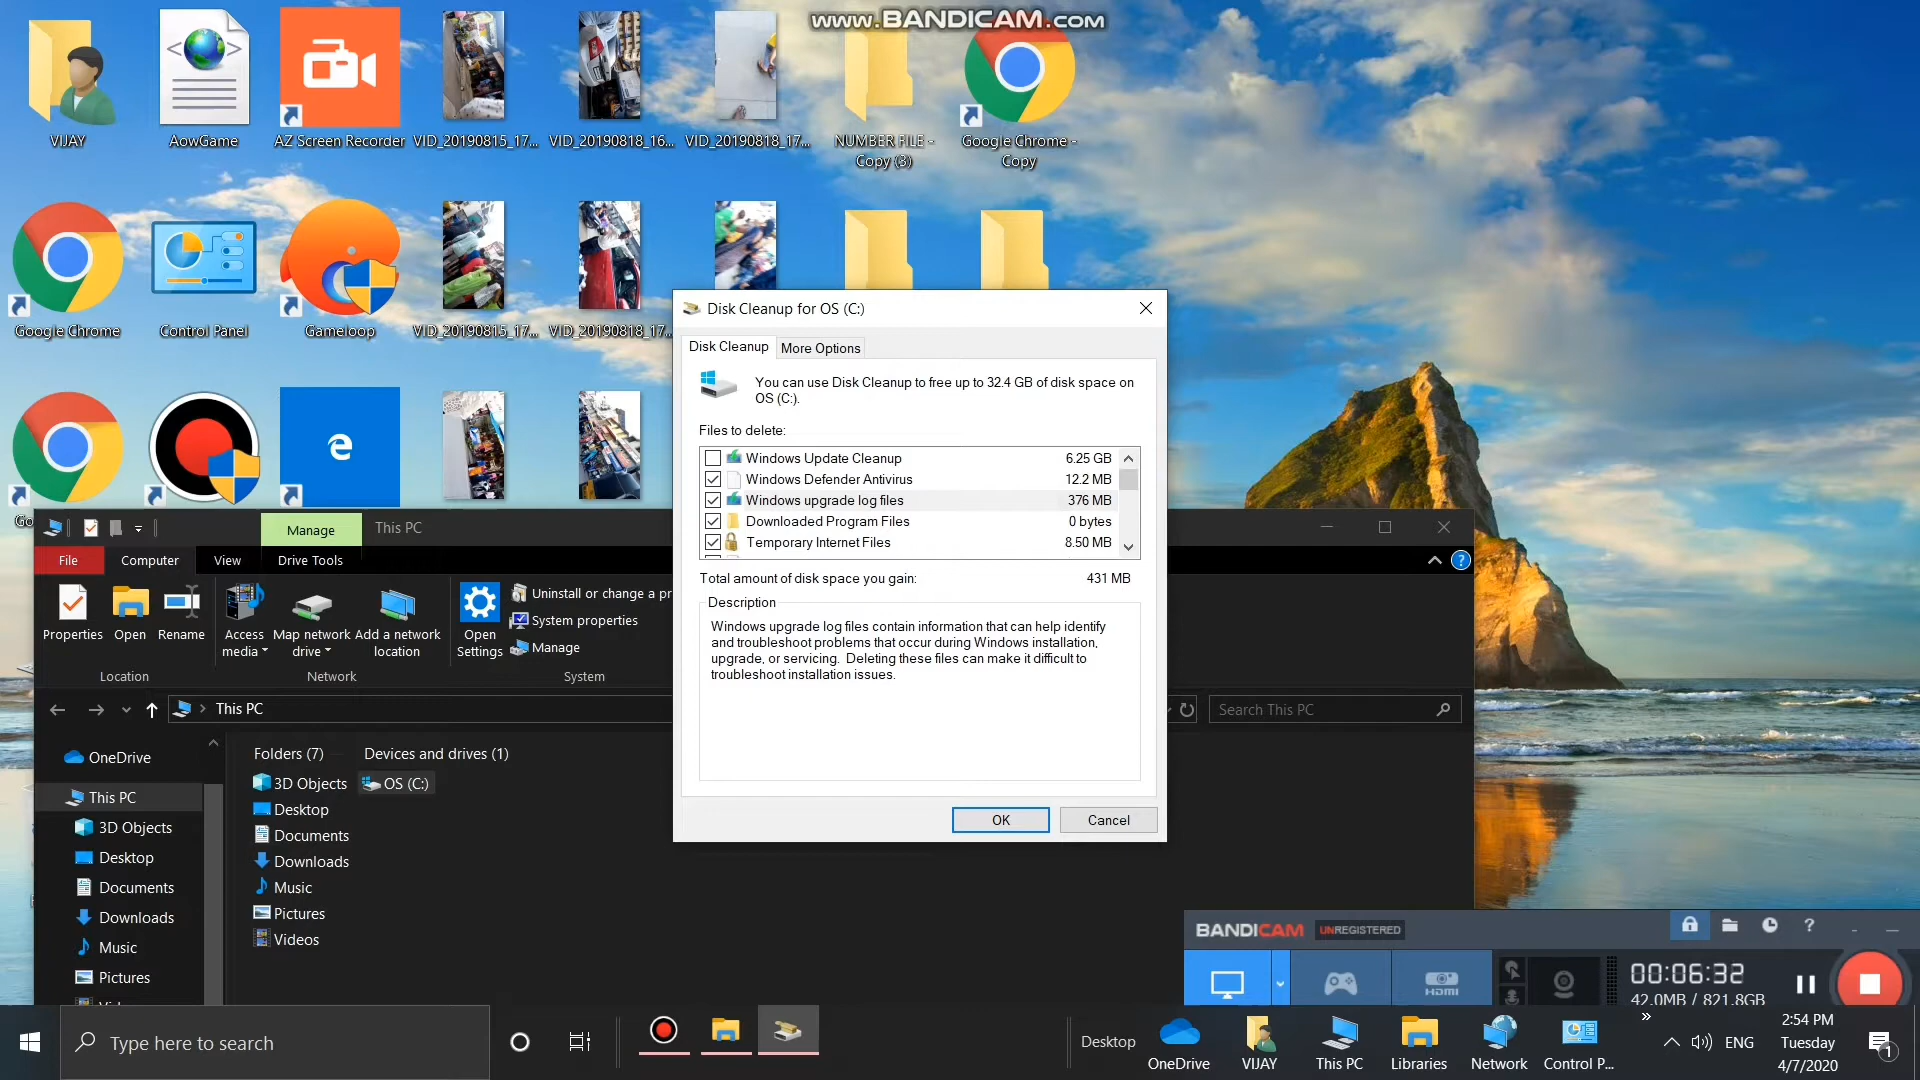 www.BANDICAM.com
VIJAY
AowGame
AZ Screen Recorder
VID_20190815_17...
VID_20190818_16...
VID_20190818_17...
NUMBER FILE -
Copy (3)
Google Chrome -
Copy
Google Chrome
Control Panel
Gameloop
VID_20190815_17...
VID_20190818_17...
Go
Disk Cleanup for OS (C:)
Disk Cleanup
More Options
You can use Disk Cleanup to free up to 32.4 GB of disk space on
OS (C:).
Files to delete:
Windows Update Cleanup 6.25 GB
Windows Defender Antivirus 12.2 MB
Windows upgrade log files 376 MB
Downloaded Program Files 0 bytes
Temporary Internet Files 8.50 MB
Total amount of disk space you gain: 431 MB
Description
Windows upgrade log files contain information that can help identify
and troubleshoot problems that occur during Windows installation,
upgrade, or servicing. Deleting these files can make it difficult to
troubleshoot installation issues.
OK
Cancel
Manage
This PC
File
Computer
View
Drive Tools
?
Properties
Open
Rename
Access
media
Map network
drive
Add a network
location
Open
Settings
Uninstall or change a pr
System properties
Manage
Location
Network
System
This PC
Search This PC
OneDrive
This PC
3D Objects
Desktop
Documents
Downloads
Music
Pictures
Folders (7)
Devices and drives (1)
3D Objects
OS (C:)
Desktop
Documents
Downloads
Music
Pictures
Videos
BANDICAM
UNREGISTERED
?
HDMI
00:06:32
42.0MB / 821.8GB
Type here to search
Desktop
OneDrive
VIJAY
This PC
Libraries
Network
Control P...
ENG
2:54 PM
Tuesday
4/7/2020
1